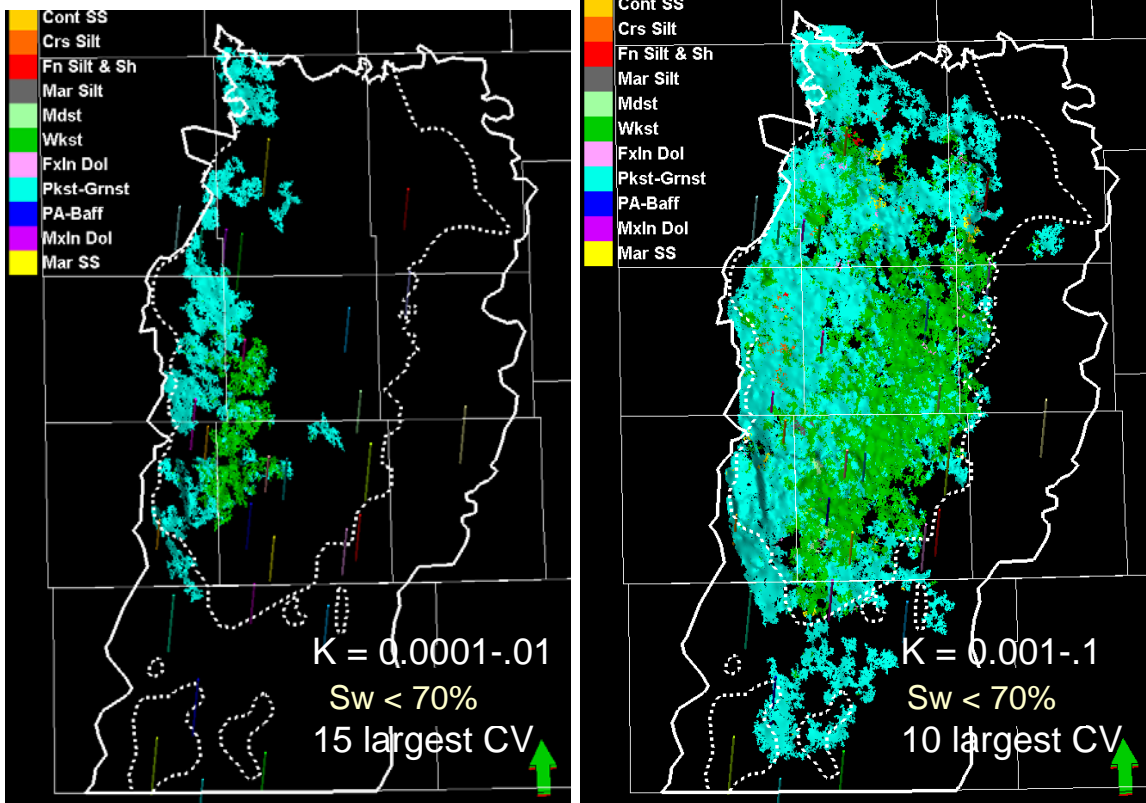 Cont SS
Crs Silt
Fn Silt & Sh
Mar Silt
Mdst
Wkst
Fxln Dol
Pkst-Grnst
PA-Baff
Mxln Dol
Mar SS
K = 0.0001-.01
Sw < 70%
15 largest CV
Cont SS
Crs Silt
Fn Silt & Sh
Mar Silt
Mdst
Wkst
Fxln Dol
Pkst-Grnst
PA-Baff
Mxln Dol
Mar SS
K = 0.001-.1
Sw < 70%
10 largest CV